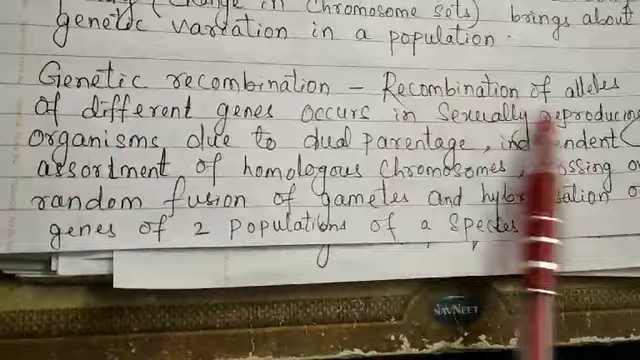 (Change in Chromosome sets) brings about
genetic variation in a population.
Genetic recombination – Recombination of alleles
of different genes occurs in Sexually reproducing
organisms, due to dual parentage,
assortment of homologous Chromosomes,
random fusion of gametes and
genes of 2 populations of a Species
NAVNEET